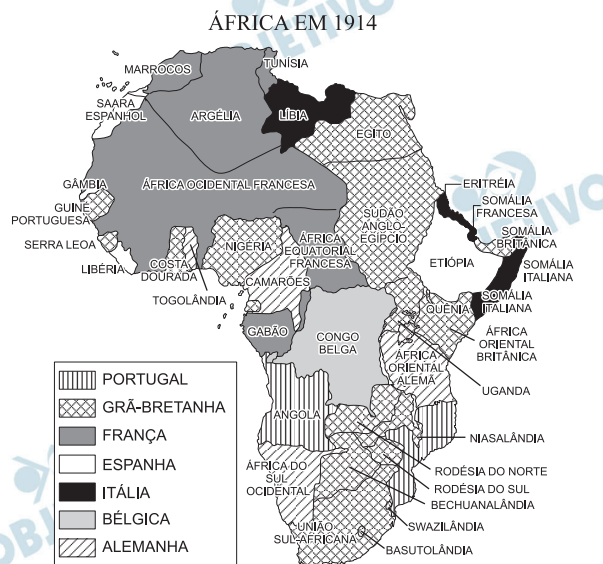 ÁFRICA EM 1914
TUNÍSIA
MARROCOS
SAARA
ESPANHOL
ARGÉLIA
LÍBIA
EGITO
GÂMBIA
ÁFRICA OCIDENTAL FRANCESA
GUINÉ
PORTUGUESA
ERITRÉIA
SOMÁLIA
FRANCESA
SUDÃO
ANGLO-
EGÍPCIO
SOMÁLIA
BRITÂNICA
SERRA LEOA
NIGÉRIA
ÁFRICA
EQUATORIAL
FRANCESA
ETIÓPIA
SOMÁLIA
ITALIANA
LIBÉRIA
COSTA
DOURADA
CAMARÕES
TOGOLÂNDIA
SOMÁLIA
ITALIANA
QUÊNIA
GABÃO
CONGO
BELGA
ÁFRICA
ORIENTAL
BRITÂNICA
ÁFRICA
ORIENTAL
ALEMÃ
UGANDA
PORTUGAL
GRÃ-BRETANHA
FRANÇA
ESPANHA
ITÁLIA
BÉLGICA
ALEMANHA
ANGOLA
NIASALÂNDIA
ÁFRICA DO
SUL
OCIDENTAL
RODÉSIA DO NORTE
RODÉSIA DO SUL
BECHUANALÂNDIA
UNIÃO
SUL-AFRICANA
SWAZILÂNDIA
BASUTOLÂNDIA
OBJETIVO